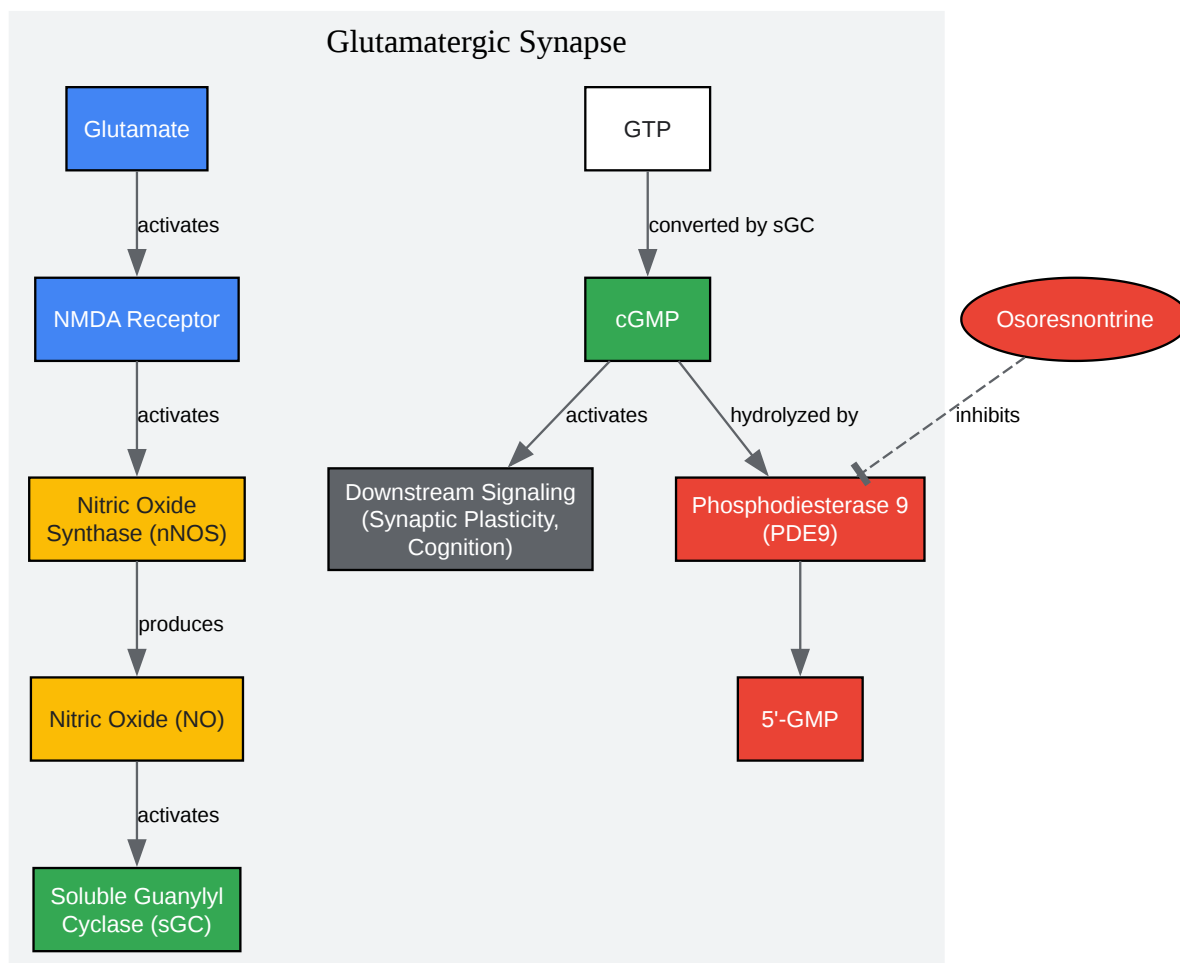 Glutamatergic Synapse
Glutamate
GTP
activates
converted by sGC
NMDA Receptor
cGMP
Osoresnontrine
activates
activates
hydrolyzed by
inhibits
Nitric Oxide
Synthase (nNOS)
Downstream Signaling
(Synaptic Plasticity,
Cognition)
Phosphodiesterase 9
(PDE9)
produces
Nitric Oxide (NO)
5'-GMP
activates
Soluble Guanylyl
Cyclase (sGC)